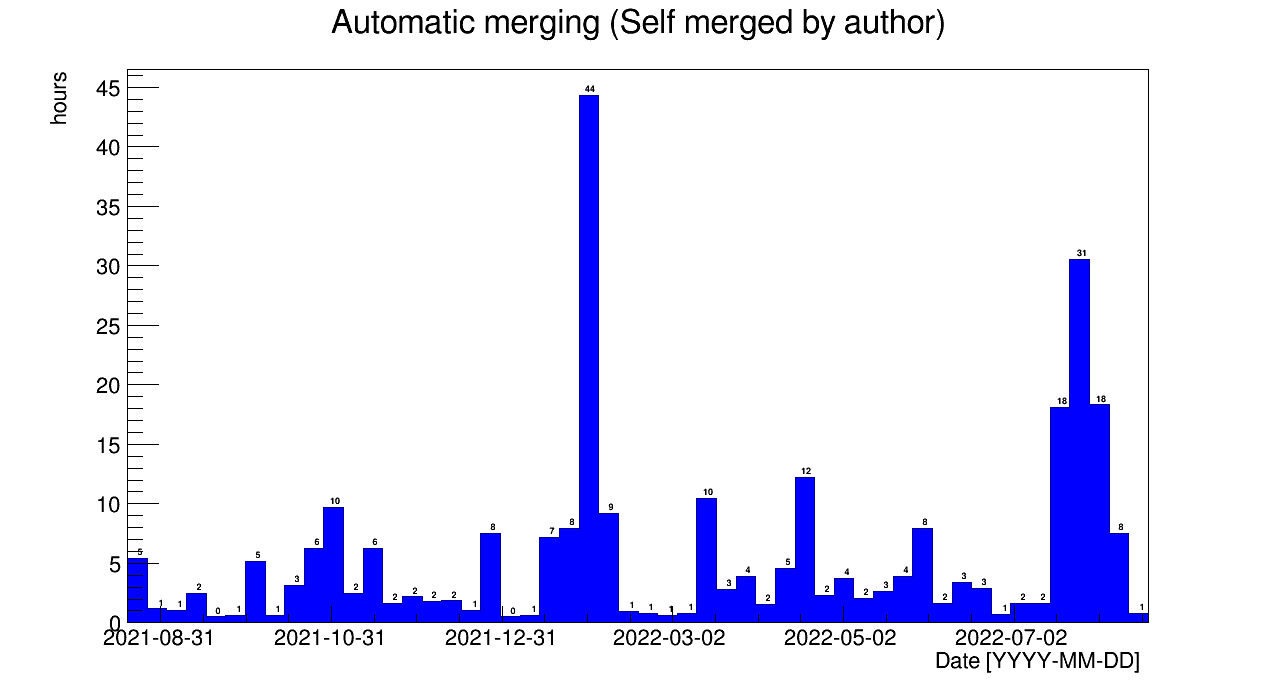 Automatic merging (Self merged by author)
hours
45
40
35
30
25
20
15
10
5
0
5 1 1 2 0 1 5 1 3 6 10 2 6 2 2 2 2 1 8 0 1 7 8 44 9 1 1 1 1 10 3 4 2 5 12 2 4 2 3 4 8 2 3 3 1 2 2 18 31 18 8 1
2021-08-31 2021-10-31 2021-12-31 2022-03-02 2022-05-02 2022-07-02
Date [YYYY-MM-DD]